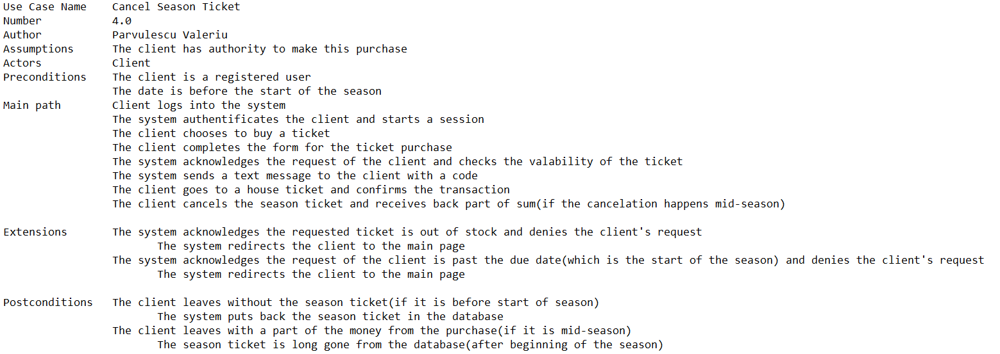 Use Case Name    Cancel Season Ticket
Number           4.0
Author           Parvulescu Valeriu
Assumptions      The client has authority to make this purchase
Actors           Client
Preconditions    The client is a registered user
                 The date is before the start of the season
Main path        Client logs into the system
                 The system authentificates the client and starts a session
                 The client chooses to buy a ticket
                 The client completes the form for the ticket purchase
                 The system acknowledges the request of the client and checks the valability of the ticket
                 The system sends a text message to the client with a code
                 The client goes to a house ticket and confirms the transaction
                 The client cancels the season ticket and receives back part of sum(if the cancelation happens mid-season)

Extensions       The system acknowledges the requested ticket is out of stock and denies the client's request
                        The system redirects the client to the main page
                 The system acknowledges the request of the client is past the due date(which is the start of the season) and denies the client's request
                        The system redirects the client to the main page

Postconditions   The client leaves without the season ticket(if it is before start of season)
                        The system puts back the season ticket in the database
                 The client leaves with a part of the money from the purchase(if it is mid-season)
                        The season ticket is long gone from the database(after beginning of the season)